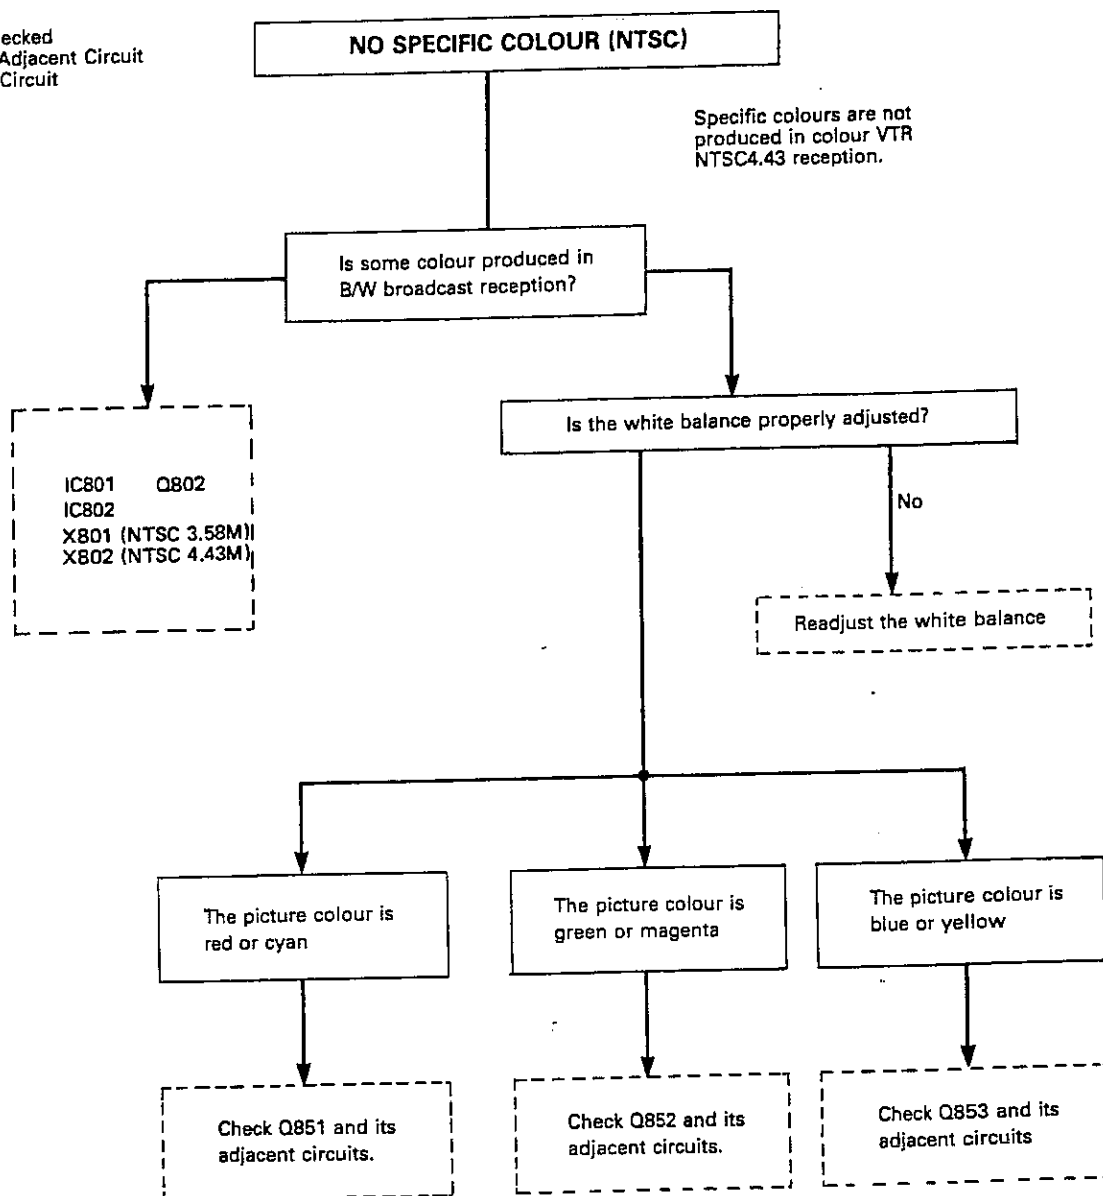 ecked
Adjacent Circuit
Circuit
NO SPECIFIC COLOUR (NTSC)
Specific colours are not
produced in colour VTR
NTSC4.43 reception.
Is some colour produced in
B/W broadcast reception?
IC801 Q802
IC802
X801 (NTSC 3.58M)
X802 (NTSC 4.43M)
Is the white balance properly adjusted?
No
Readjust the white balance
The picture colour is
red or cyan
The picture colour is
green or magenta
The picture colour is
blue or yellow
Check Q851 and its
adjacent circuits.
Check Q852 and its
adjacent circuits.
Check Q853 and its
adjacent circuits